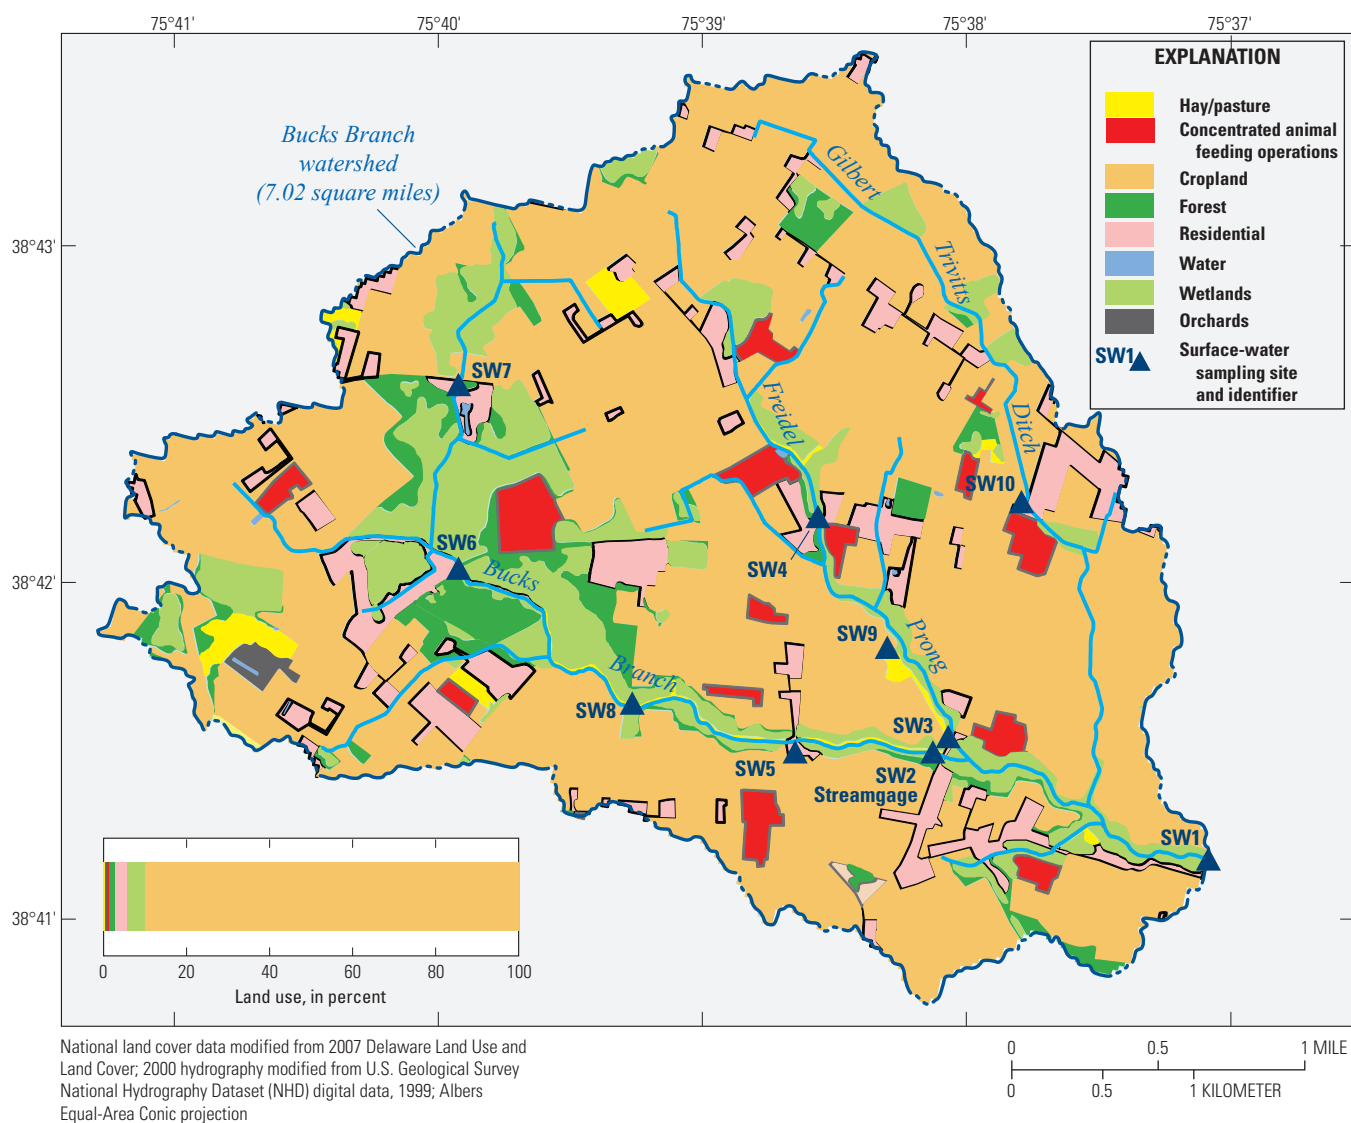 75°41'
75°40'
75°39'
75°38'
75°37'
38°43'
38°42'
38°41'
Bucks Branch
watershed
(7.02 square miles)
EXPLANATION
Hay/pasture
Concentrated animal
feeding operations
Cropland
Forest
Residential
Water
Wetlands
Orchards
SW1
Surface-water
sampling site
and identifier
Gilbert
Trivitts
Ditch
Freidel
Prong
Bucks
Branch
SW7
SW10
SW6
SW4
SW9
SW8
SW3
SW5
SW2
Streamgage
SW1
0
20
40
60
80
100
Land use, in percent
National land cover data modified from 2007 Delaware Land Use and
Land Cover; 2000 hydrography modified from U.S. Geological Survey
National Hydrography Dataset (NHD) digital data, 1999; Albers
Equal-Area Conic projection
0
0.5
1 MILE
0
0.5
1 KILOMETER